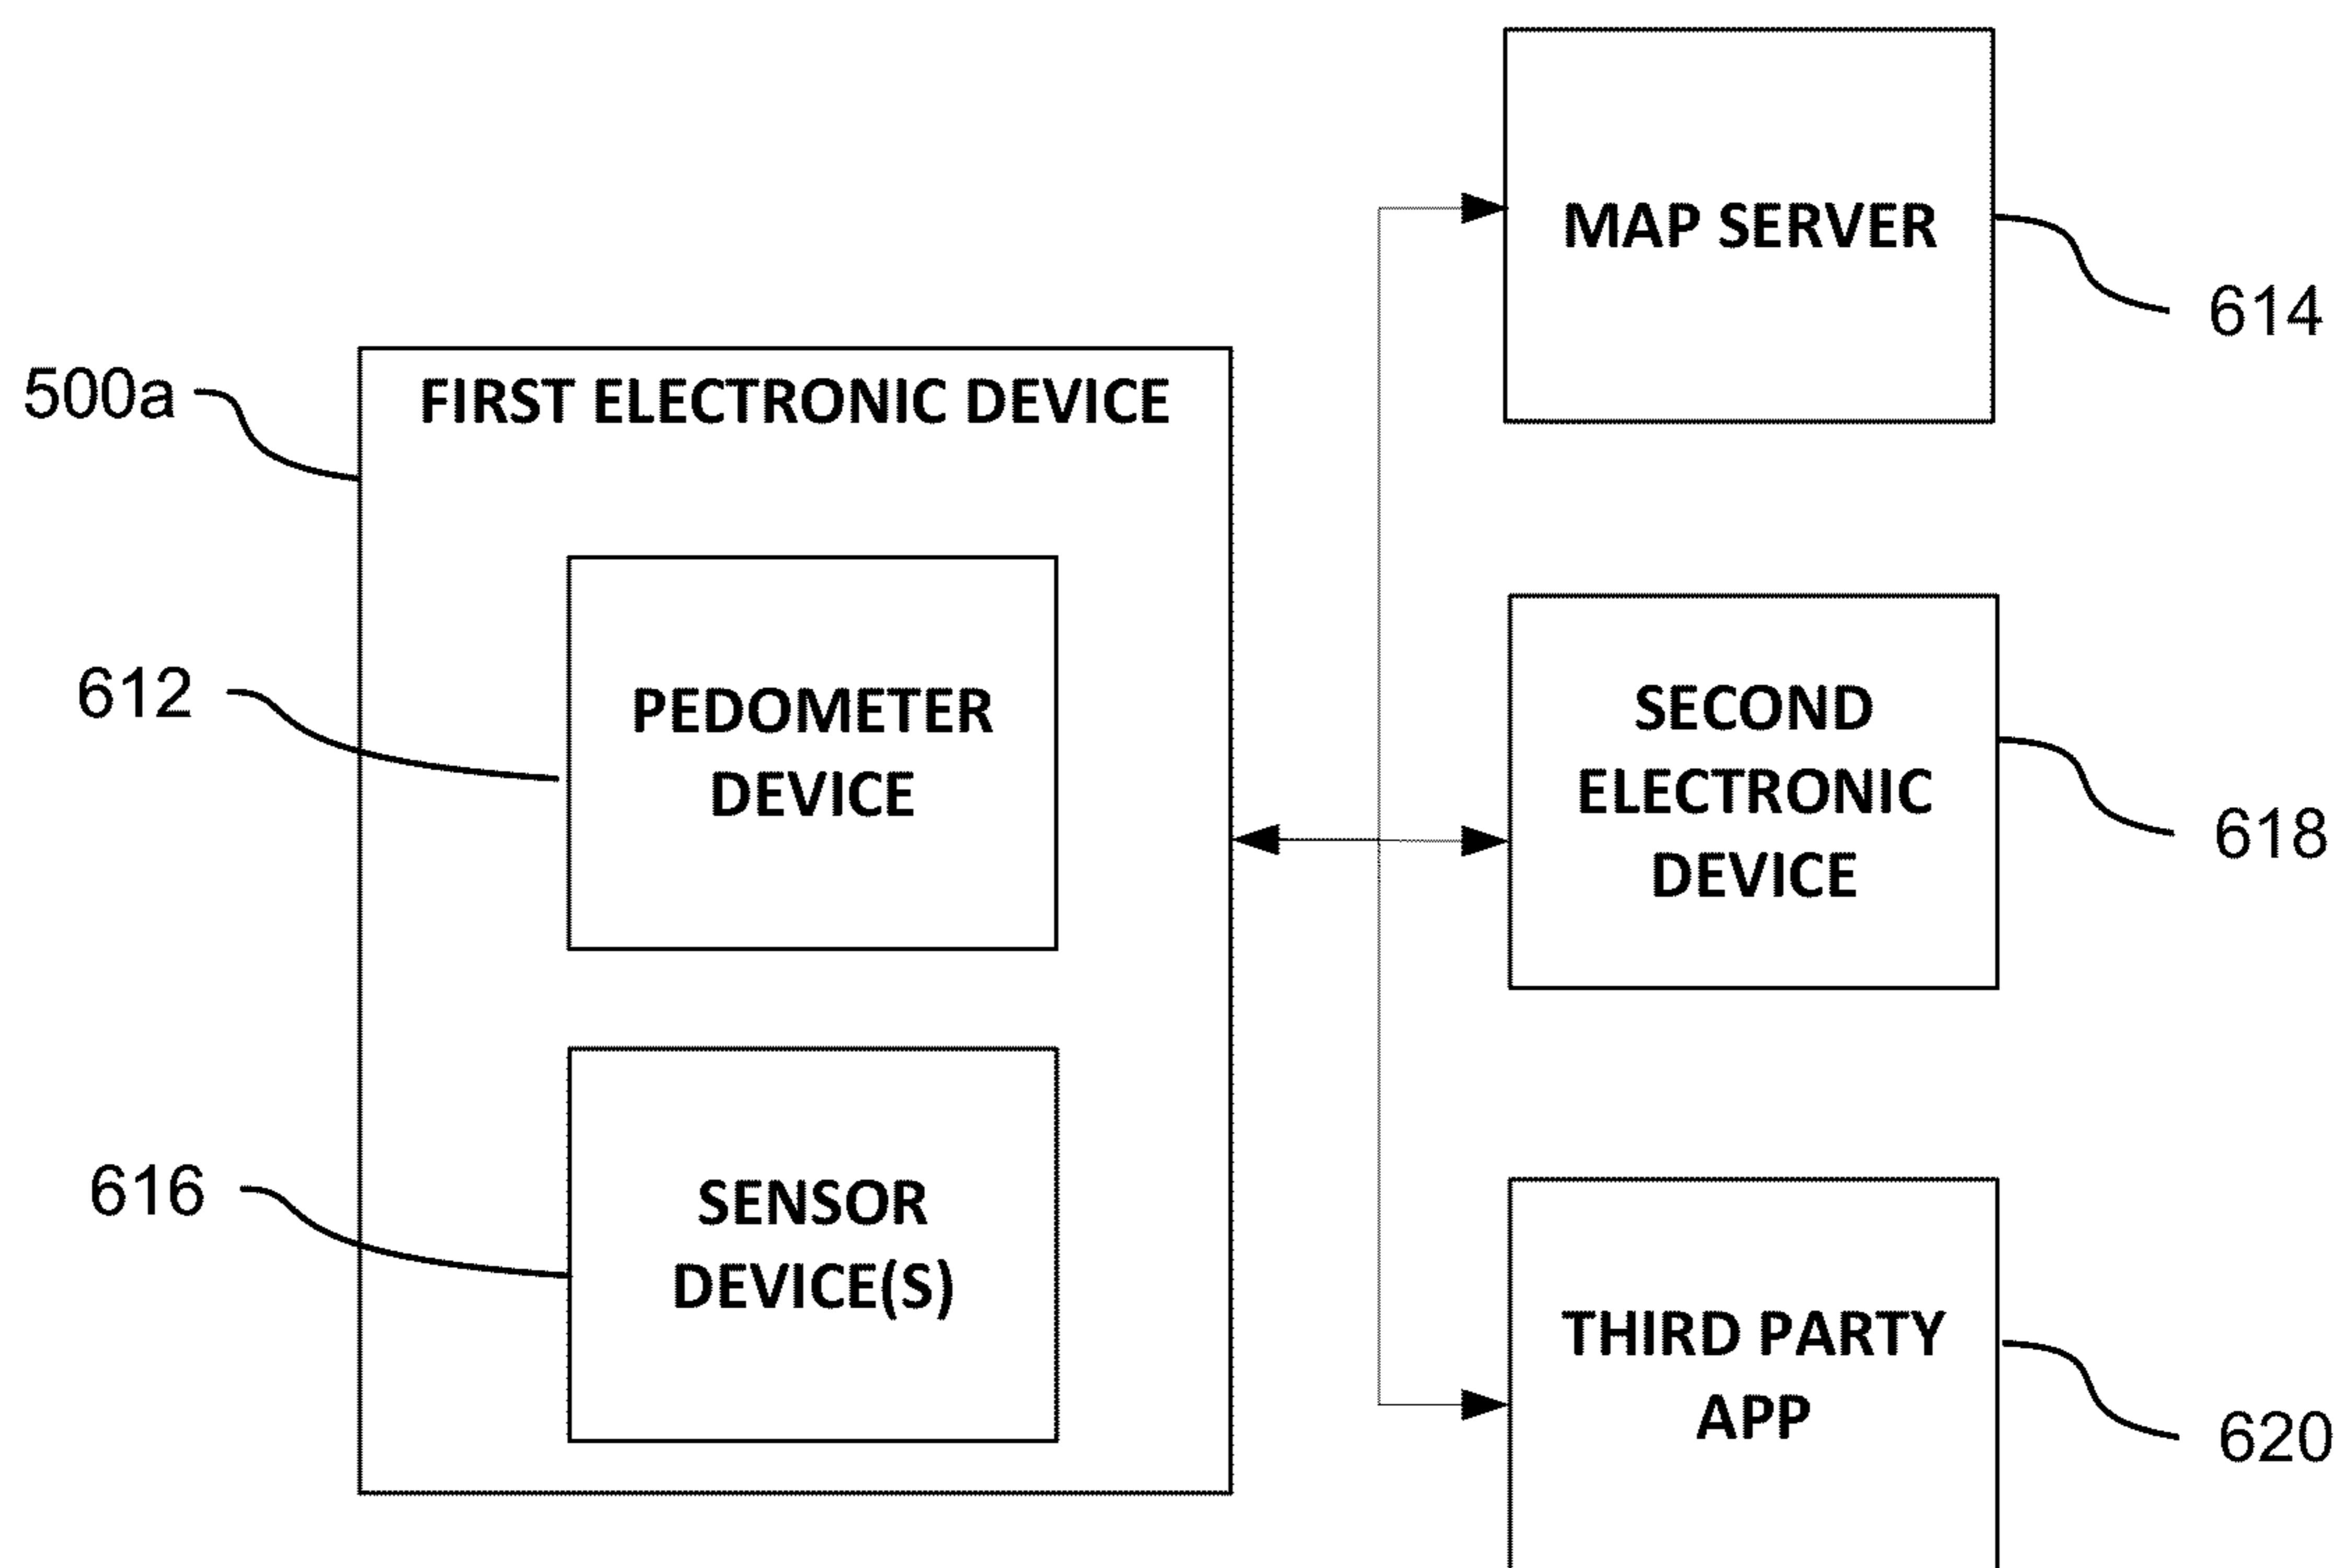 MAP SERVER
614
500a
FIRST ELECTRONIC DEVICE
612
PEDOMETER
DEVICE
SECOND
ELECTRONIC
DEVICE
618
616
SENSOR
DEVICE(S)
THIRD PARTY
APP
620